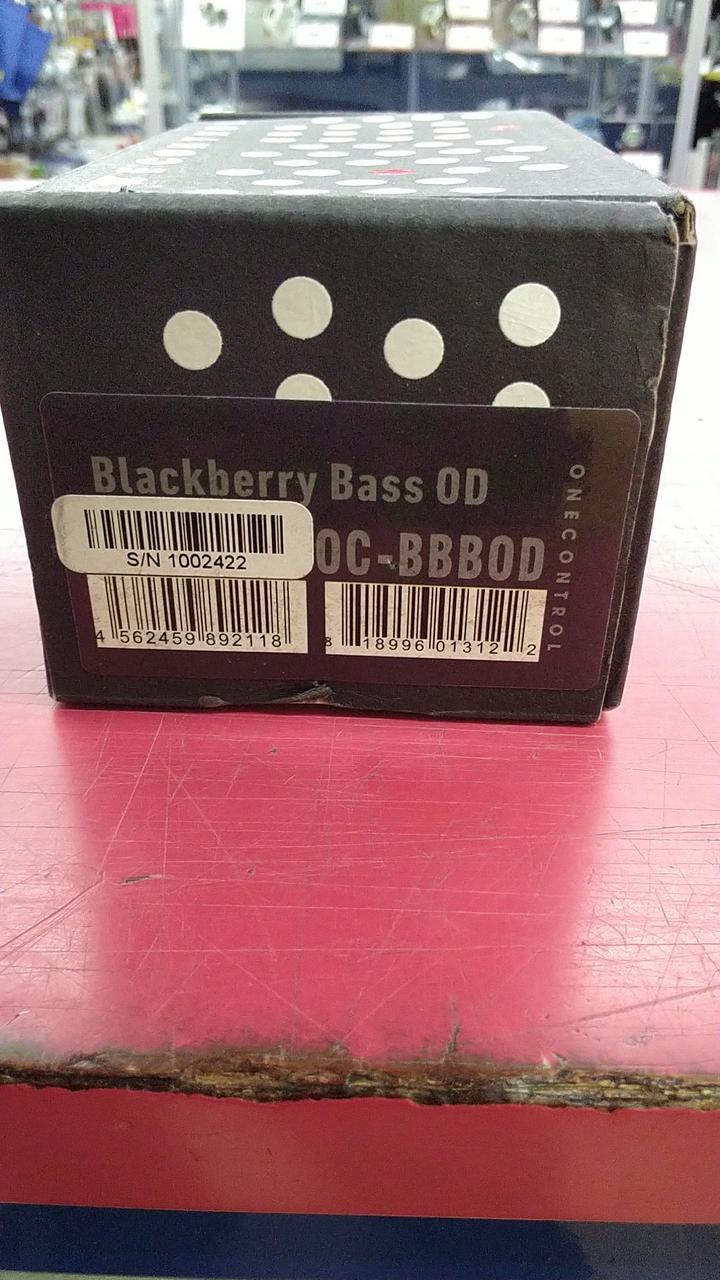 Blackberry Bass OD
OC-BBBOD
S/N 1002422
4 562459 892118
8 18996 01312 2
ONECONTROL